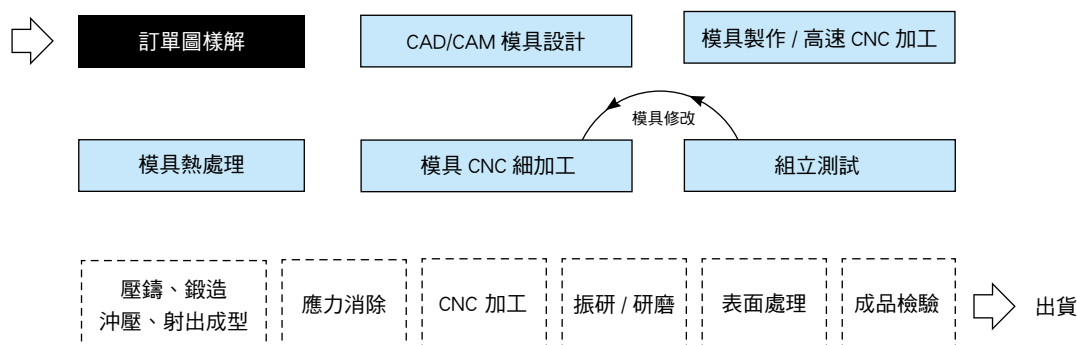 訂單圖樣解
CAD/CAM 模具設計
模具製作 / 高速 CNC 加工
模具修改
模具熱處理
模具 CNC 細加工
組立測試
壓鑄、鍛造
沖壓、射出成型
應力消除
CNC 加工
振研 / 研磨
表面處理
成品檢驗
出貨